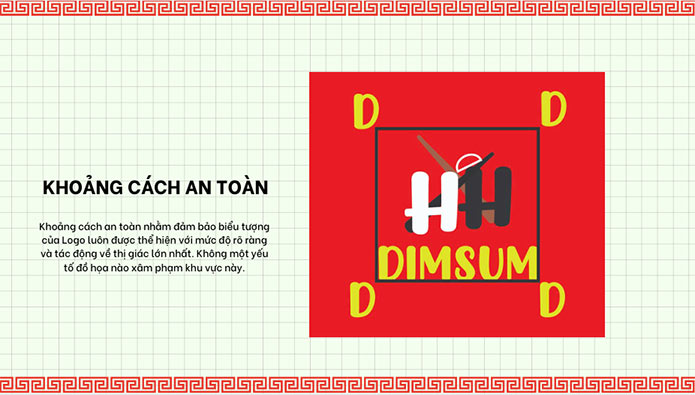 KHOẢNG CÁCH AN TOÀN
Khoảng cách an toàn nhằm đảm bảo biểu tượng
của Logo luôn được thể hiện với mức độ rõ ràng
và tác động về thị giác lớn nhất. Không một yếu
tố đồ họa nào xâm phạm khu vực này.
D D
HH
DIMSUM
D D